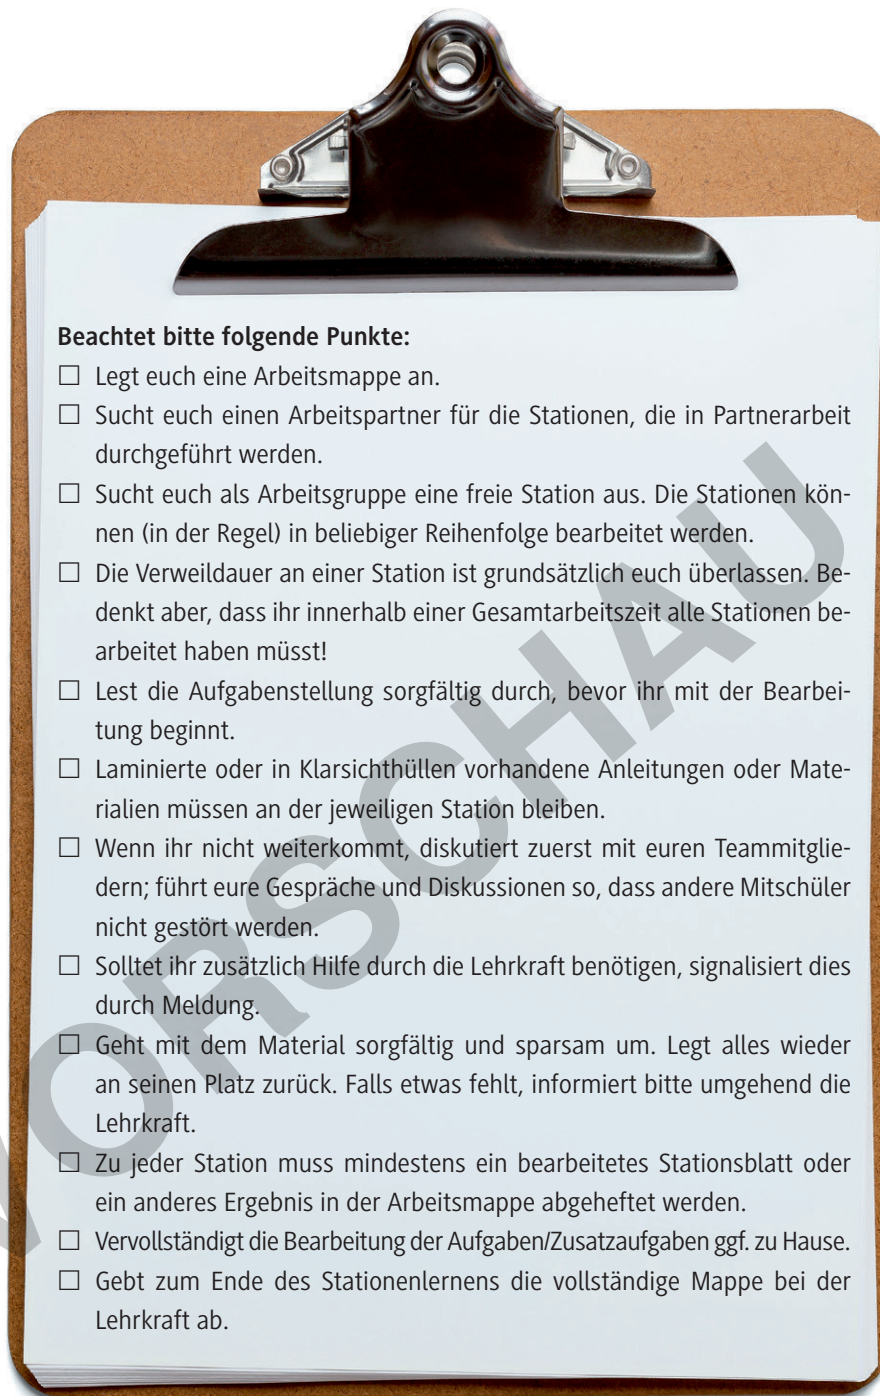 Beachtet bitte folgende Punkte:
☐ Legt euch eine Arbeitsmappe an.
☐ Sucht euch einen Arbeitspartner für die Stationen, die in Partnerarbeit
durchgeführt werden.
☐ Sucht euch als Arbeitsgruppe eine freie Station aus. Die Stationen kön-
nen (in der Regel) in beliebiger Reihenfolge bearbeitet werden.
☐ Die Verweildauer an einer Station ist grundsätzlich euch überlassen. Be-
denkt aber, dass ihr innerhalb einer Gesamtarbeitszeit alle Stationen be-
arbeitet haben müsst!
☐ Lest die Aufgabenstellung sorgfältig durch, bevor ihr mit der Bearbei-
tung beginnt.
☐ Laminierte oder in Klarsichthüllen vorhandene Anleitungen oder Mate-
rialien müssen an der jeweiligen Station bleiben.
☐ Wenn ihr nicht weiterkommt, diskutiert zuerst mit euren Teammitglie-
dern; führt eure Gespräche und Diskussionen so, dass andere Mitschüler
nicht gestört werden.
☐ Solltet ihr zusätzlich Hilfe durch die Lehrkraft benötigen, signalisiert dies
durch Meldung.
☐ Geht mit dem Material sorgfältig und sparsam um. Legt alles wieder
an seinen Platz zurück. Falls etwas fehlt, informiert bitte umgehend die
Lehrkraft.
☐ Zu jeder Station muss mindestens ein bearbeitetes Stationsblatt oder
ein anderes Ergebnis in der Arbeitsmappe abgeheftet werden.
☐ Vervollständigt die Bearbeitung der Aufgaben/Zusatzaufgaben ggf. zu Hause.
☐ Gebt zum Ende des Stationenlernens die vollständige Mappe bei der
Lehrkraft ab.
VORSCHAU